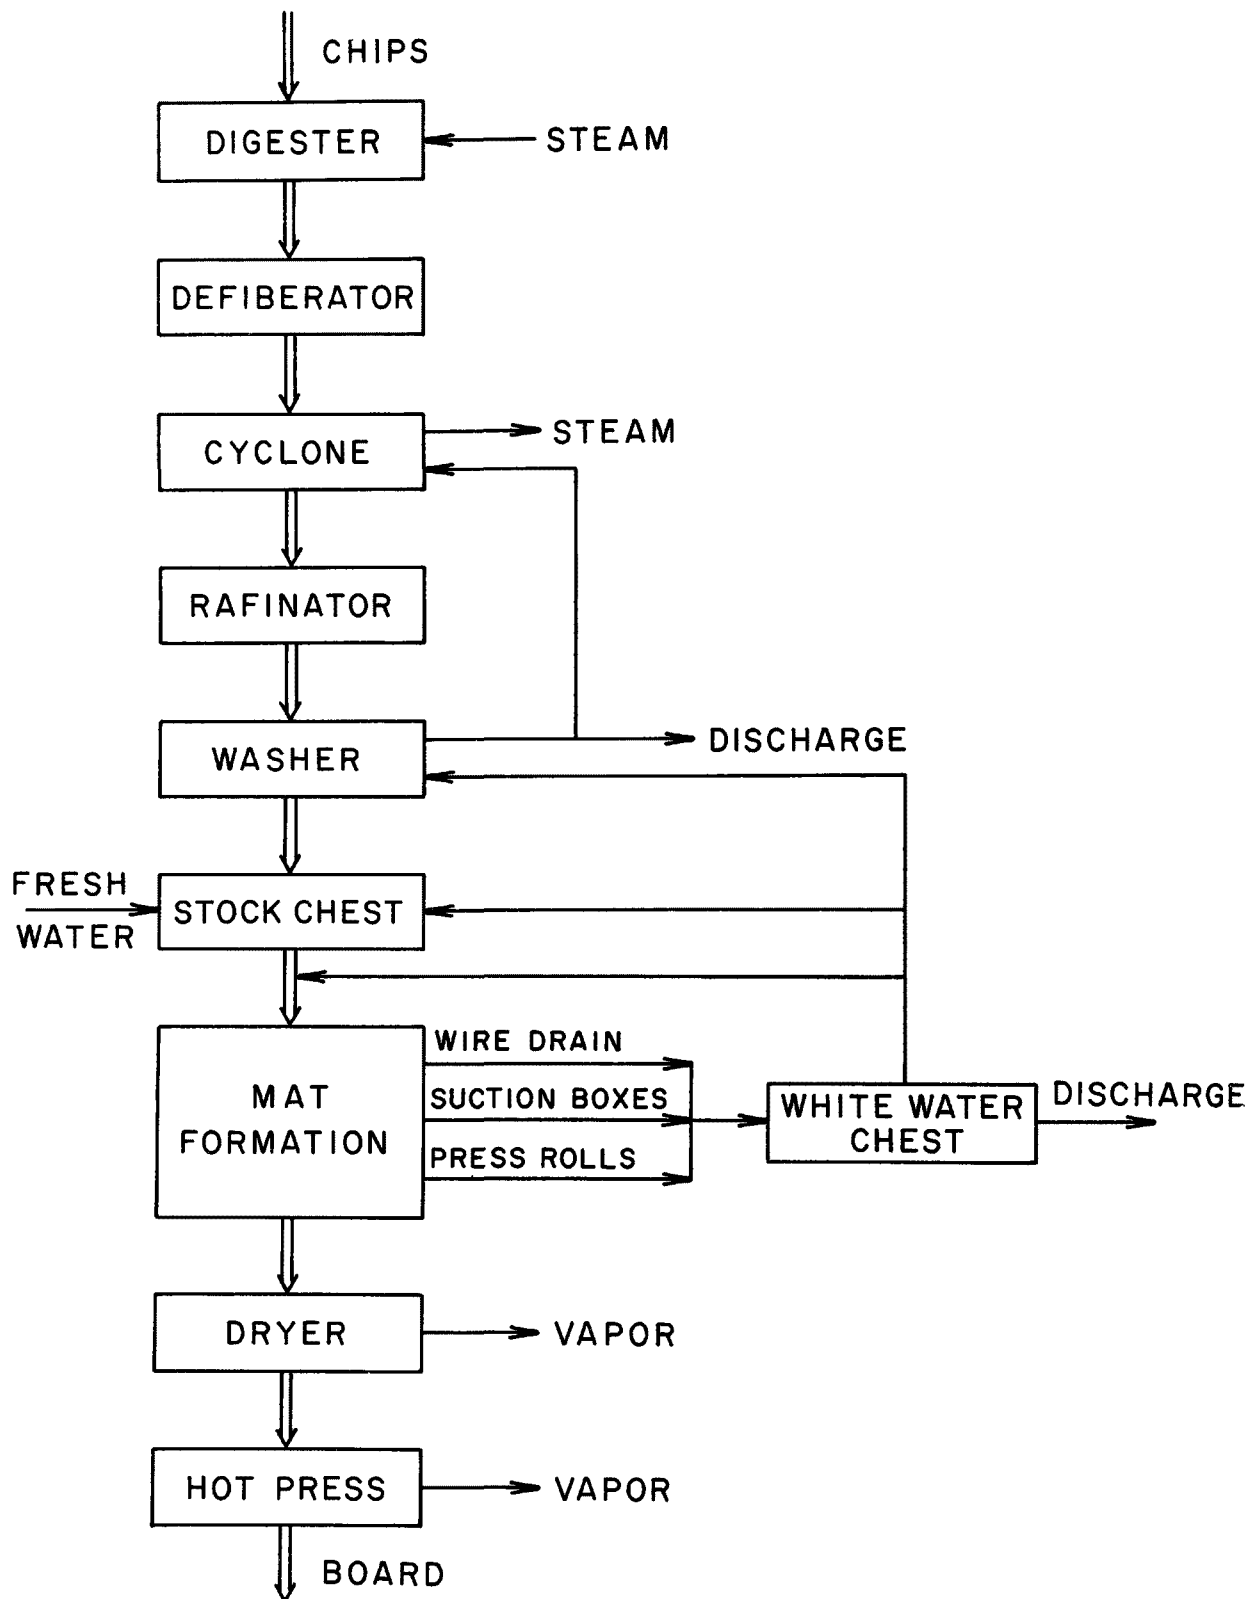 CHIPS
DIGESTER
STEAM
DEFIBERATOR
CYCLONE
STEAM
RAFINATOR
WASHER
DISCHARGE
FRESH
WATER
STOCK CHEST
MAT
FORMATION
WIRE DRAIN
SUCTION BOXES
PRESS ROLLS
WHITE WATER
CHEST
DISCHARGE
DRYER
VAPOR
HOT PRESS
VAPOR
BOARD